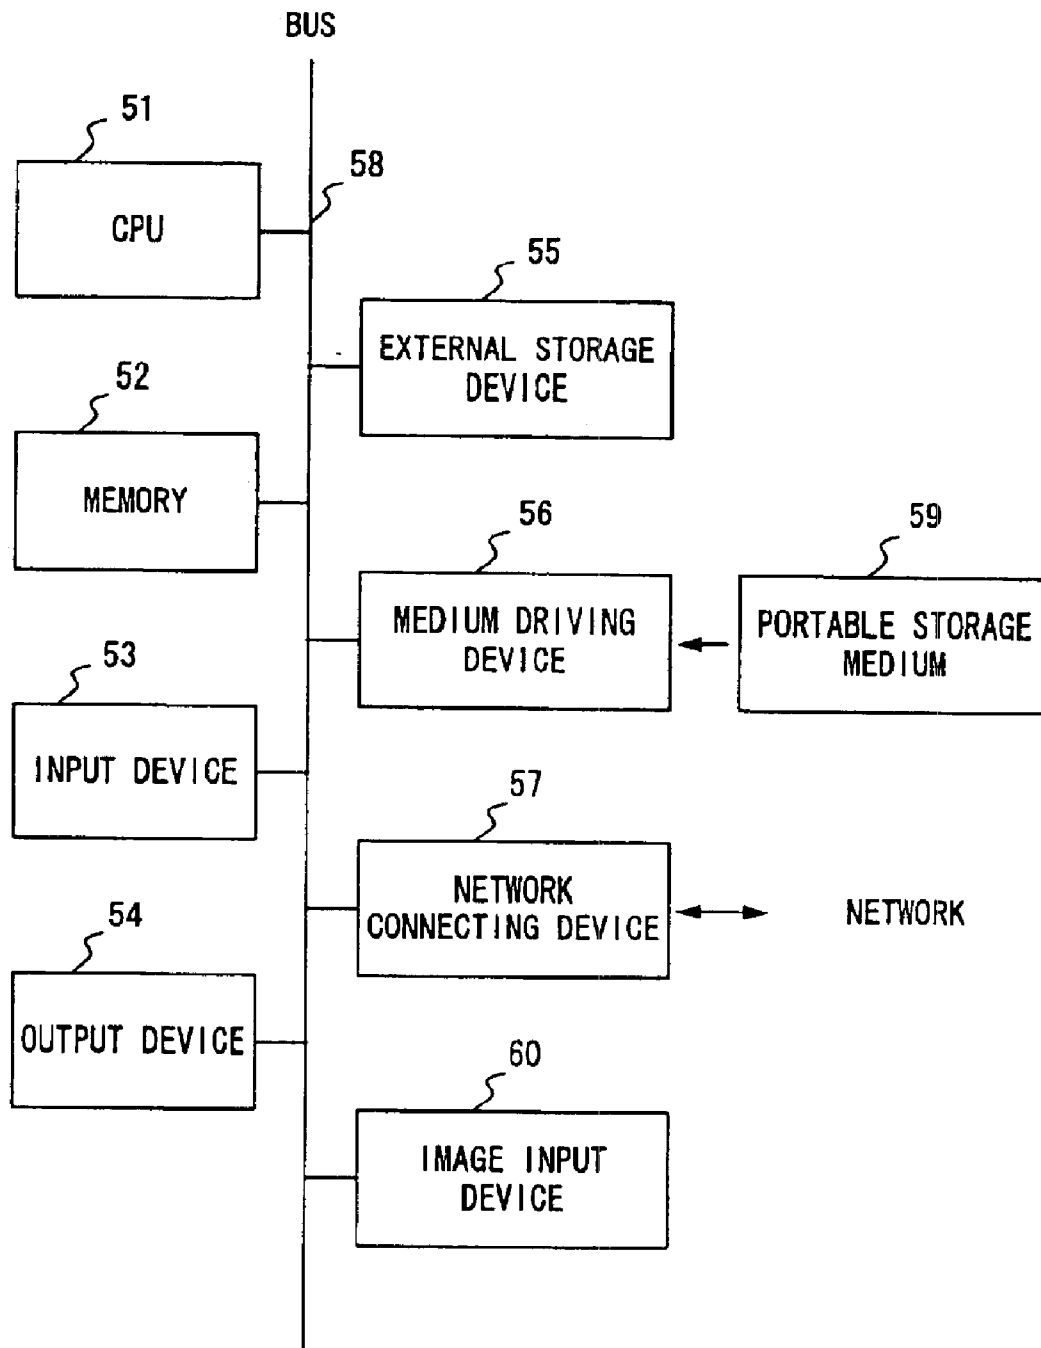 BUS
51
CPU
58
55
EXTERNAL STORAGE
DEVICE
52
MEMORY
56
MEDIUM DRIVING
DEVICE
59
PORTABLE STORAGE
MEDIUM
53
INPUT DEVICE
57
NETWORK
CONNECTING DEVICE
NETWORK
54
OUTPUT DEVICE
60
IMAGE INPUT
DEVICE